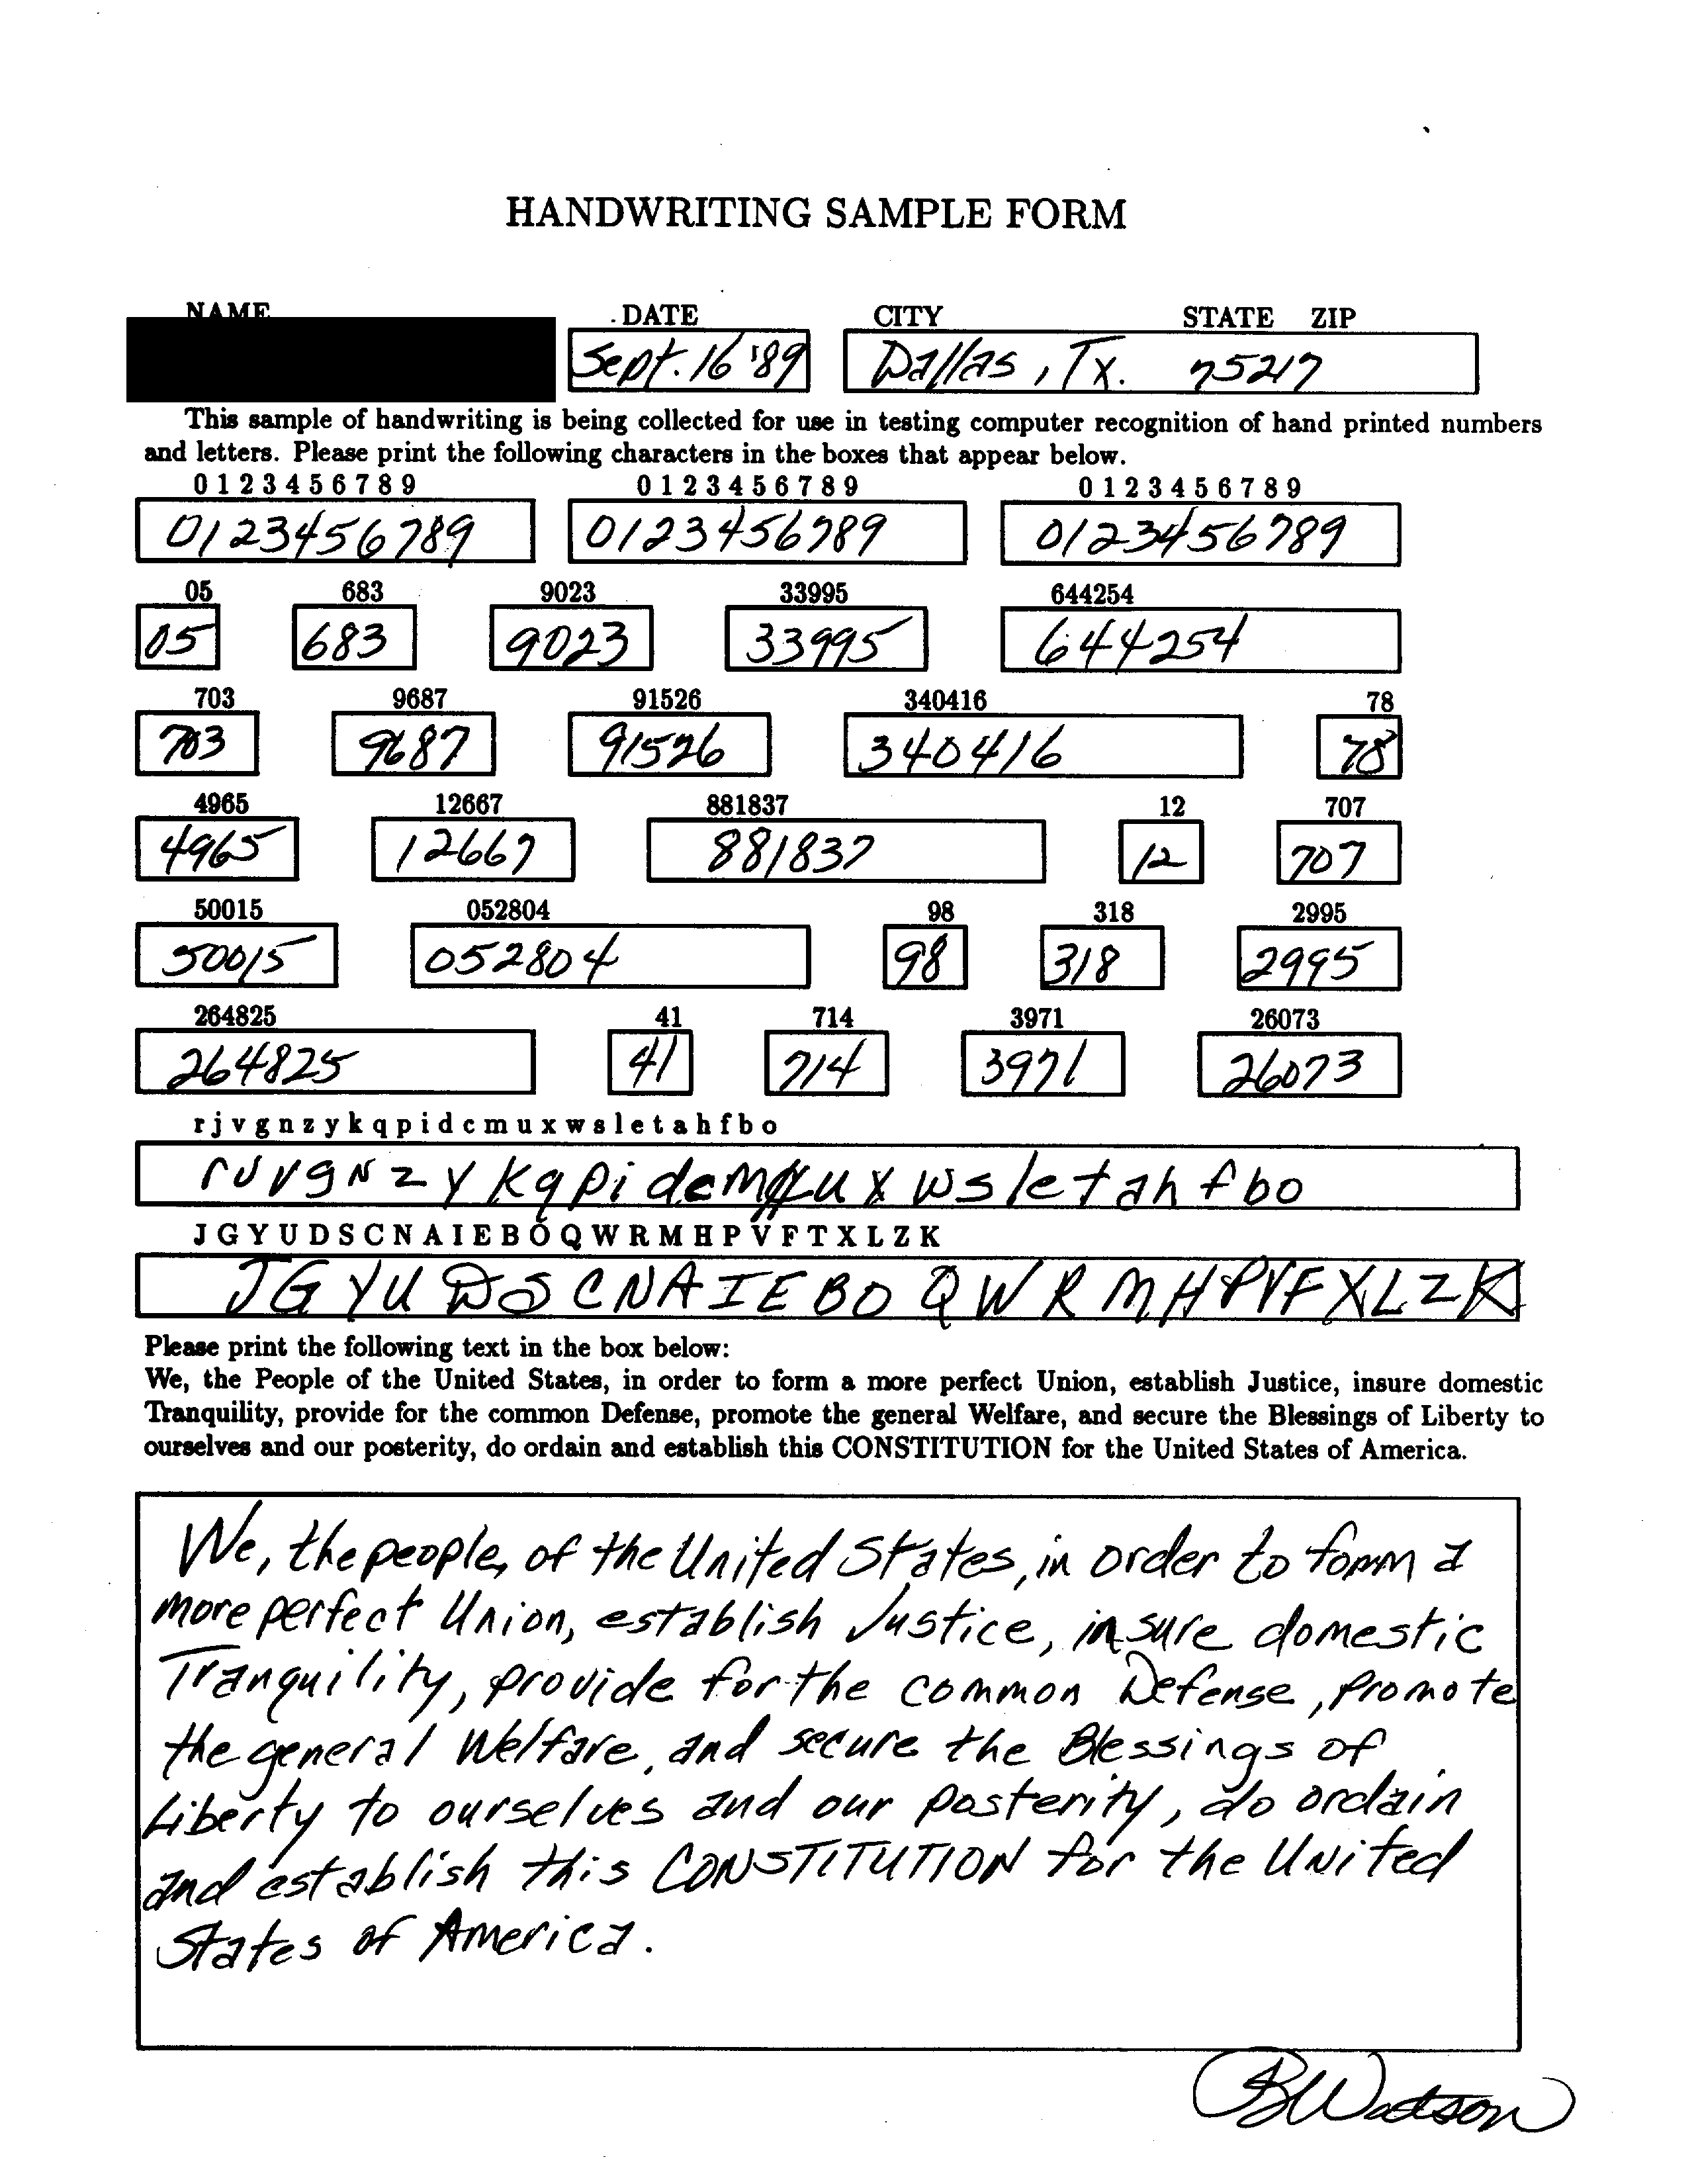 HANDWRITING SAMPLE FORM
NAME DATE CITY STATE ZIP
Sept. 16 '89 Dallas, Tx. 75217
This sample of handwriting is being collected for use in testing computer recognition of hand printed numbers
and letters. Please print the following characters in the boxes that appear below.
0 1 2 3 4 5 6 7 8 9 0 1 2 3 4 5 6 7 8 9 0 1 2 3 4 5 6 7 8 9
0123456789 0123456789 0123456789
05 683 9023 33995 644254
05 683 9023 33995 644254
703 9687 91526 340416 78
703 9687 91526 340416 78
4965 12667 881837 12 707
4965 12667 881837 12 707
50015 052804 98 318 2995
50015 052804 98 318 2995
264825 41 714 3971 26073
264825 41 714 3971 26073
r j v g n z y k q p i d c m u x w s l e t a h f b o
r J v g N z y k q p i d c m u x w s l e t a h f b o
J G Y U D S C N A I E B O Q W R M H P V F T X L Z K
J G Y U D S C N A I E B O Q W R M H P V F X L Z K
Please print the following text in the box below:
We, the People of the United States, in order to form a more perfect Union, establish Justice, insure domestic
Tranquility, provide for the common Defense, promote the general Welfare, and secure the Blessings of Liberty to
ourselves and our posterity, do ordain and establish this CONSTITUTION for the United States of America.
We, the people, of the United States, in order to form a
more perfect Union, establish Justice, insure domestic
Tranquility, provide for the common Defense, promote
the general Welfare, and secure the Blessings of
Liberty to ourselves and our posterity, do ordain
and establish this CONSTITUTION for the United
States of America.
B Watson